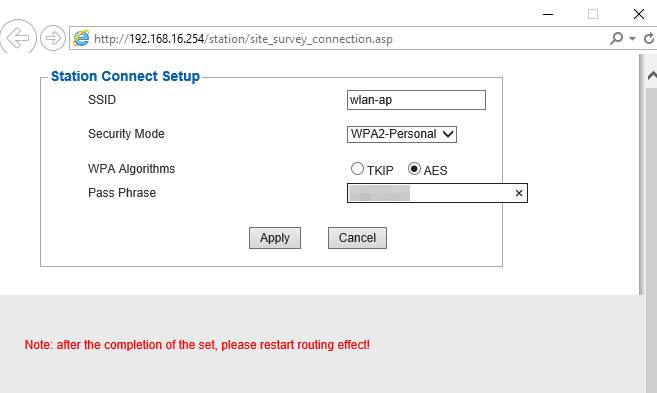 http://192.168.16.254/station/site_survey_connection.asp
Station Connect Setup
SSID wlan-ap
Security Mode WPA2-Personal
WPA Algorithms TKIP AES
Pass Phrase
Apply Cancel
Note: after the completion of the set, please restart routing effect!